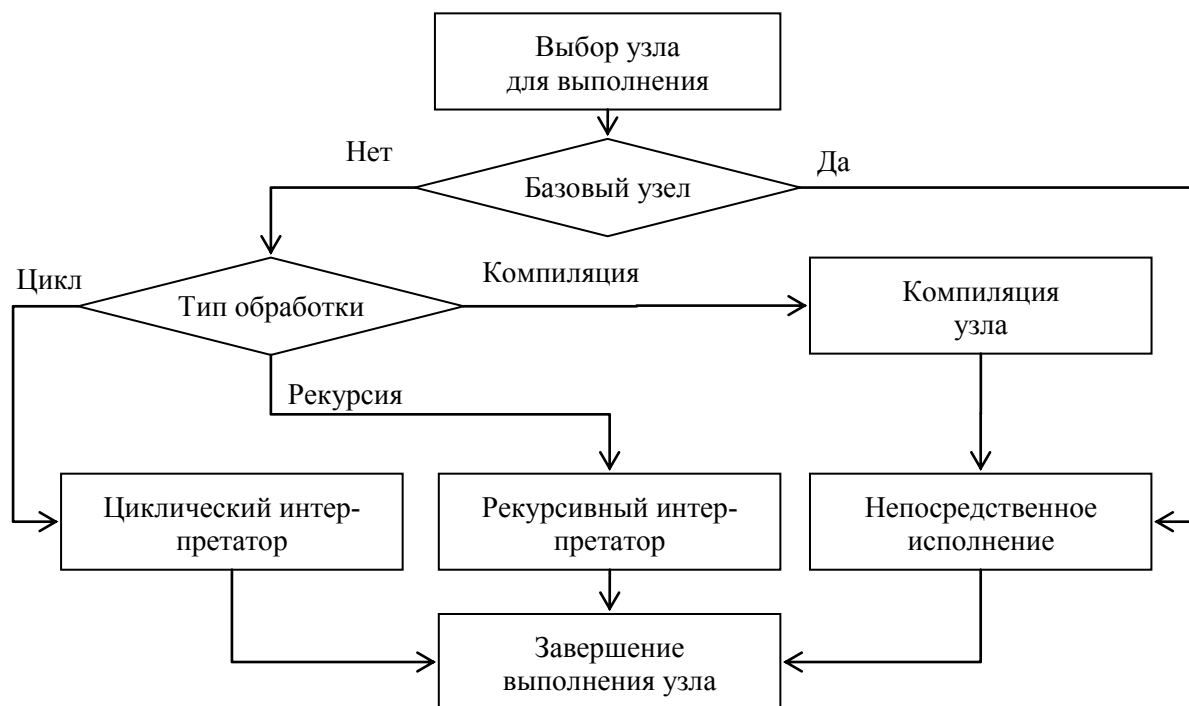 Выбор узла
для выполнения
Нет
Да
Базовый узел
Цикл
Компиляция
Тип обработки
Компиляция
узла
Рекурсия
Циклический интер-
претатор
Рекурсивный интер-
претатор
Непосредственное
исполнение
Завершение
выполнения узла